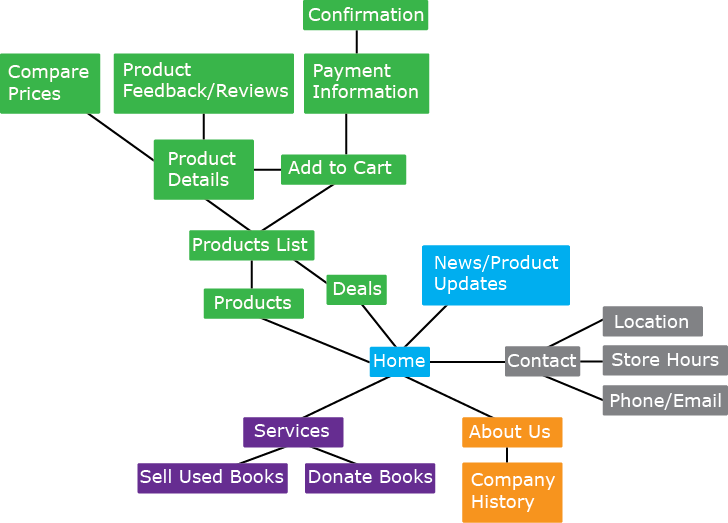 Confirmation
Compare
Prices
Product
Feedback/Reviews
Payment
Information
Product
Details
Add to Cart
Products List
News/Product
Updates
Deals
Products
Location
Home
Contact
Store Hours
Phone/Email
Services
About Us
Sell Used Books
Donate Books
Company
History